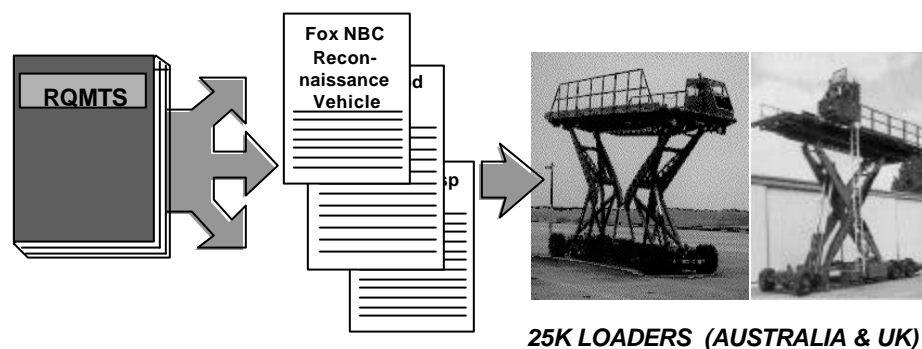 RQMTS
Fox NBC
Recon-
naissance
Vehicle
d
sp
25K LOADERS (AUSTRALIA & UK)